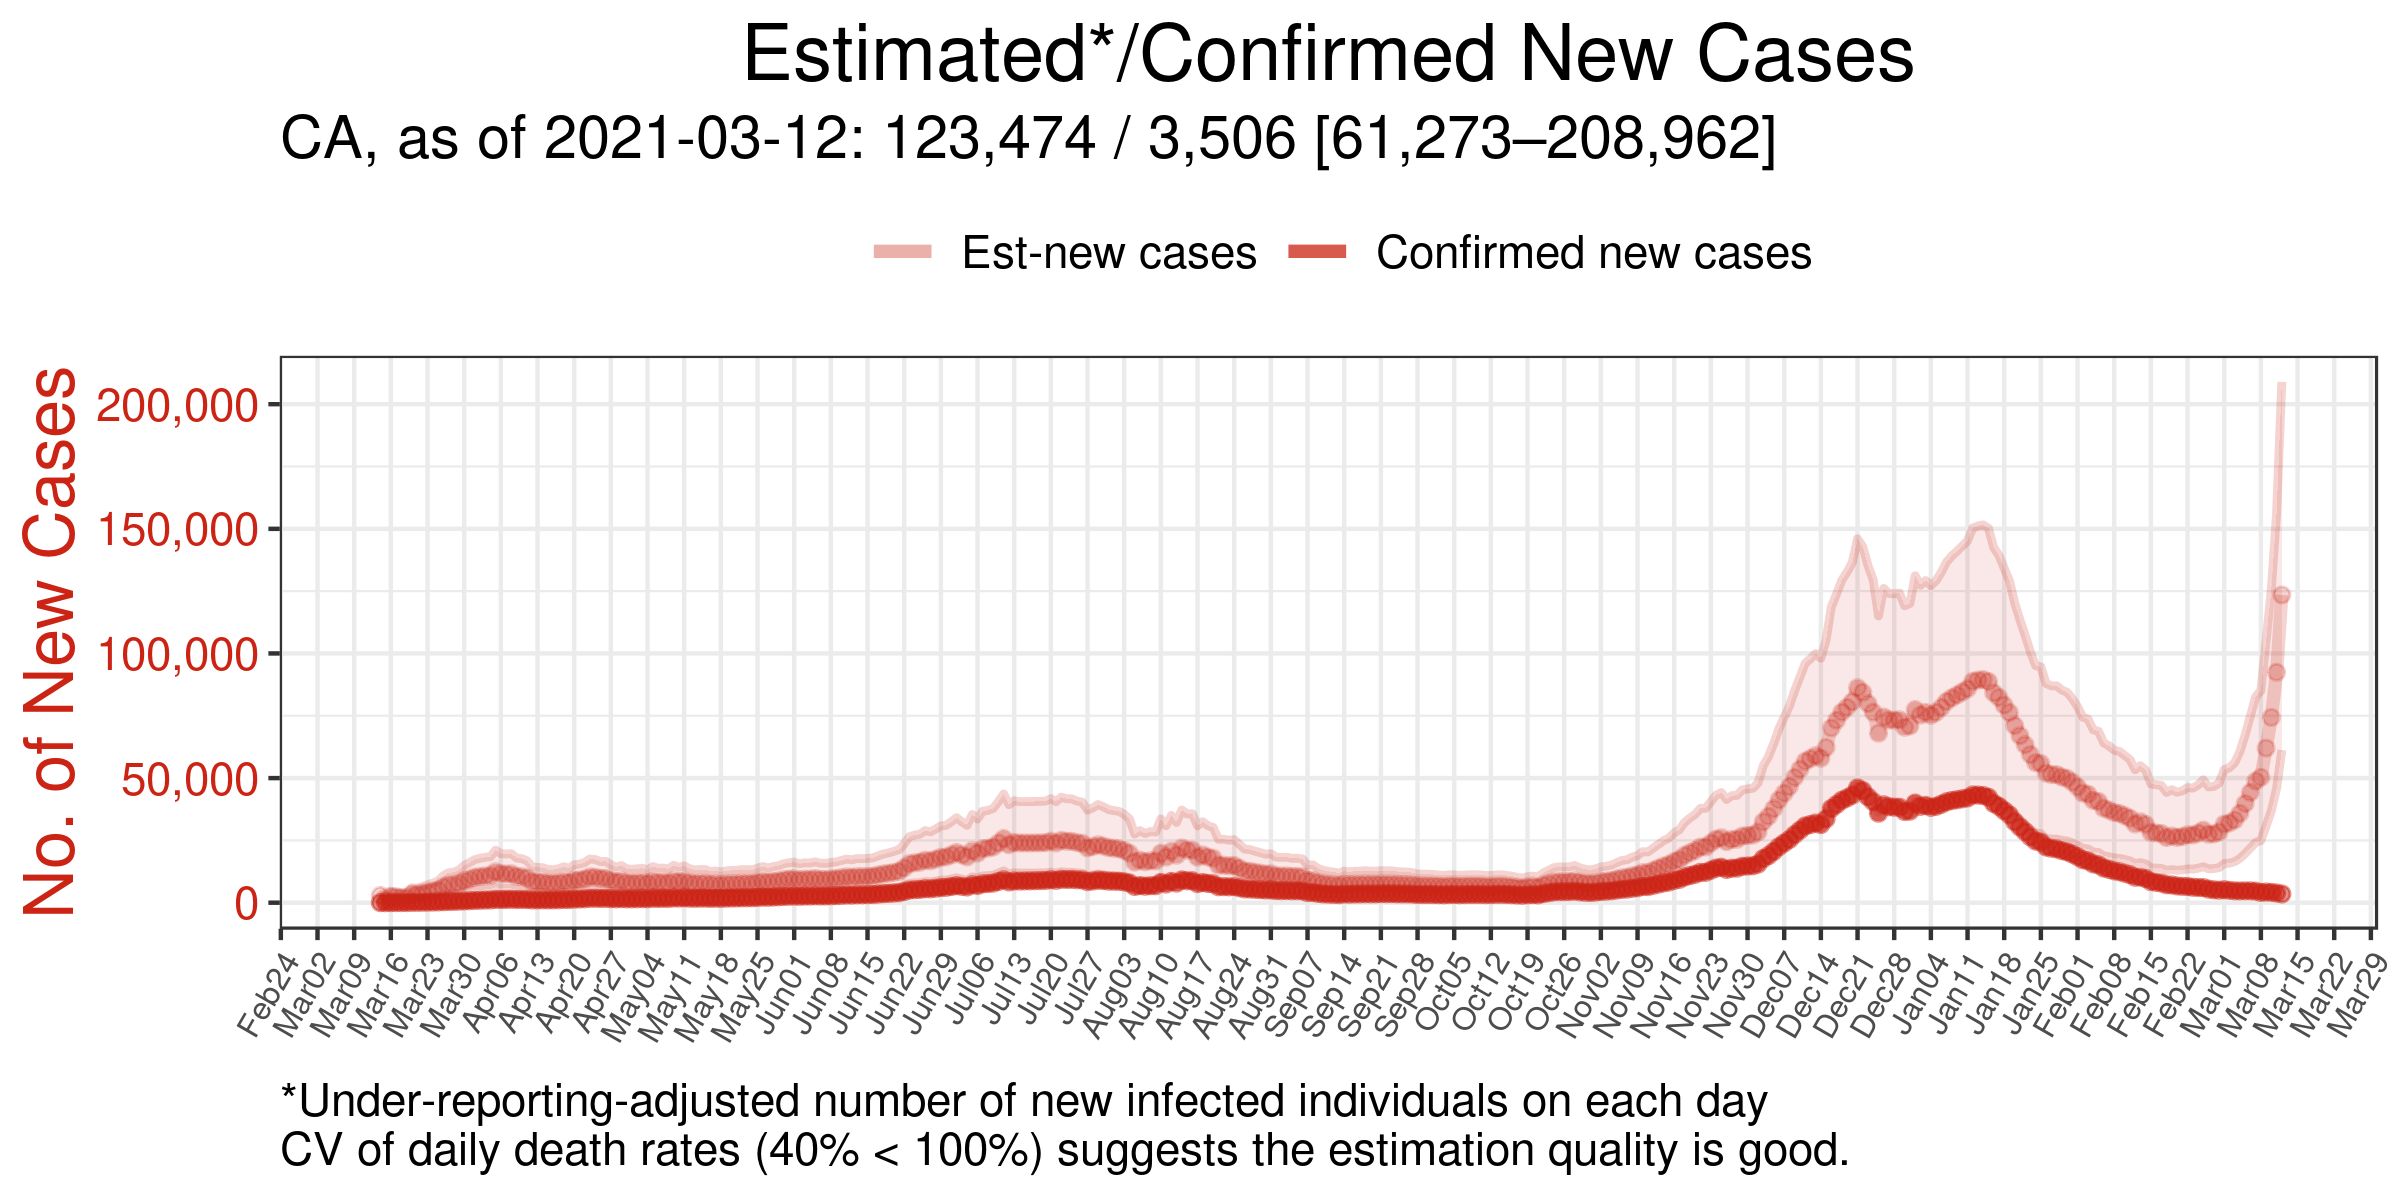 Estimated*/Confirmed New Cases
CA, as of 2021-03-12: 123,474 / 3,506 [61,273–208,962]
Est-new cases
Confirmed new cases
No. of New Cases
200,000
150,000
100,000
50,000
0
Feb24
Mar02
Mar09
Mar16
Mar23
Mar30
Apr06
Apr13
Apr20
Apr27
May04
May11
May18
May25
Jun01
Jun08
Jun15
Jun22
Jun29
Jul06
Jul13
Jul20
Jul27
Aug03
Aug10
Aug17
Aug24
Aug31
Sep07
Sep14
Sep21
Sep28
Oct05
Oct12
Oct19
Oct26
Nov02
Nov09
Nov16
Nov23
Nov30
Dec07
Dec14
Dec21
Dec28
Jan04
Jan11
Jan18
Jan25
Feb01
Feb08
Feb15
Feb22
Mar01
Mar08
Mar15
Mar22
Mar29
*Under-reporting-adjusted number of new infected individuals on each day
CV of daily death rates (40% < 100%) suggests the estimation quality is good.